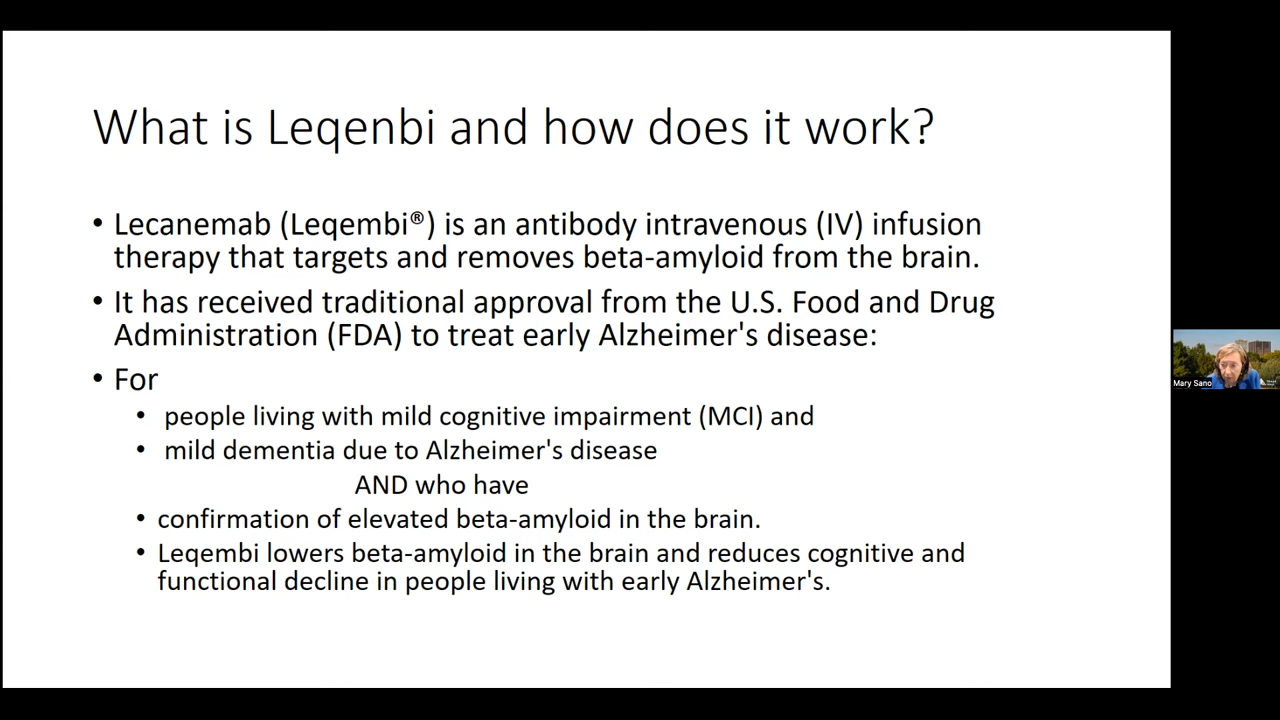 What is Leqenbi and how does it work?
• Lecanemab (Leqembi®) is an antibody intravenous (IV) infusion
therapy that targets and removes beta-amyloid from the brain.
• It has received traditional approval from the U.S. Food and Drug
Administration (FDA) to treat early Alzheimer's disease:
• For
• people living with mild cognitive impairment (MCI) and
• mild dementia due to Alzheimer's disease
AND who have
• confirmation of elevated beta-amyloid in the brain.
• Leqembi lowers beta-amyloid in the brain and reduces cognitive and
functional decline in people living with early Alzheimer's.
Mary Sano